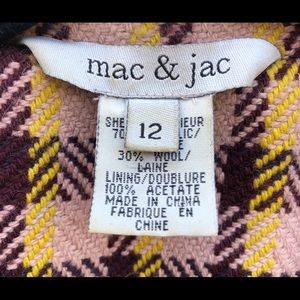 mac & jac
12
SHE IEUR
70 LIC/
30% WOOL/
LAINE
LINING/DOUBLURE
100% ACETATE
MADE IN CHINA
FABRIQUE EN
CHINE